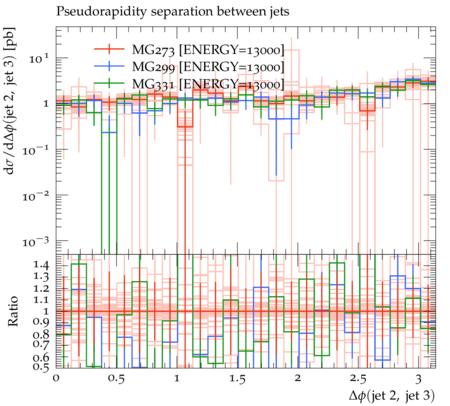 Pseudorapidity separation between jets
dσ/dΔϕ(jet 2, jet 3) [pb]
MG273 [ENERGY=13000]
MG299 [ENERGY=13000]
MG331 [ENERGY=13000]
10¹
1
10⁻¹
10⁻²
10⁻³
Ratio
1.4
1.3
1.2
1.1
1
0.9
0.8
0.7
0.6
0.5
0 0.5 1 1.5 2 2.5 3
Δϕ(jet 2, jet 3)